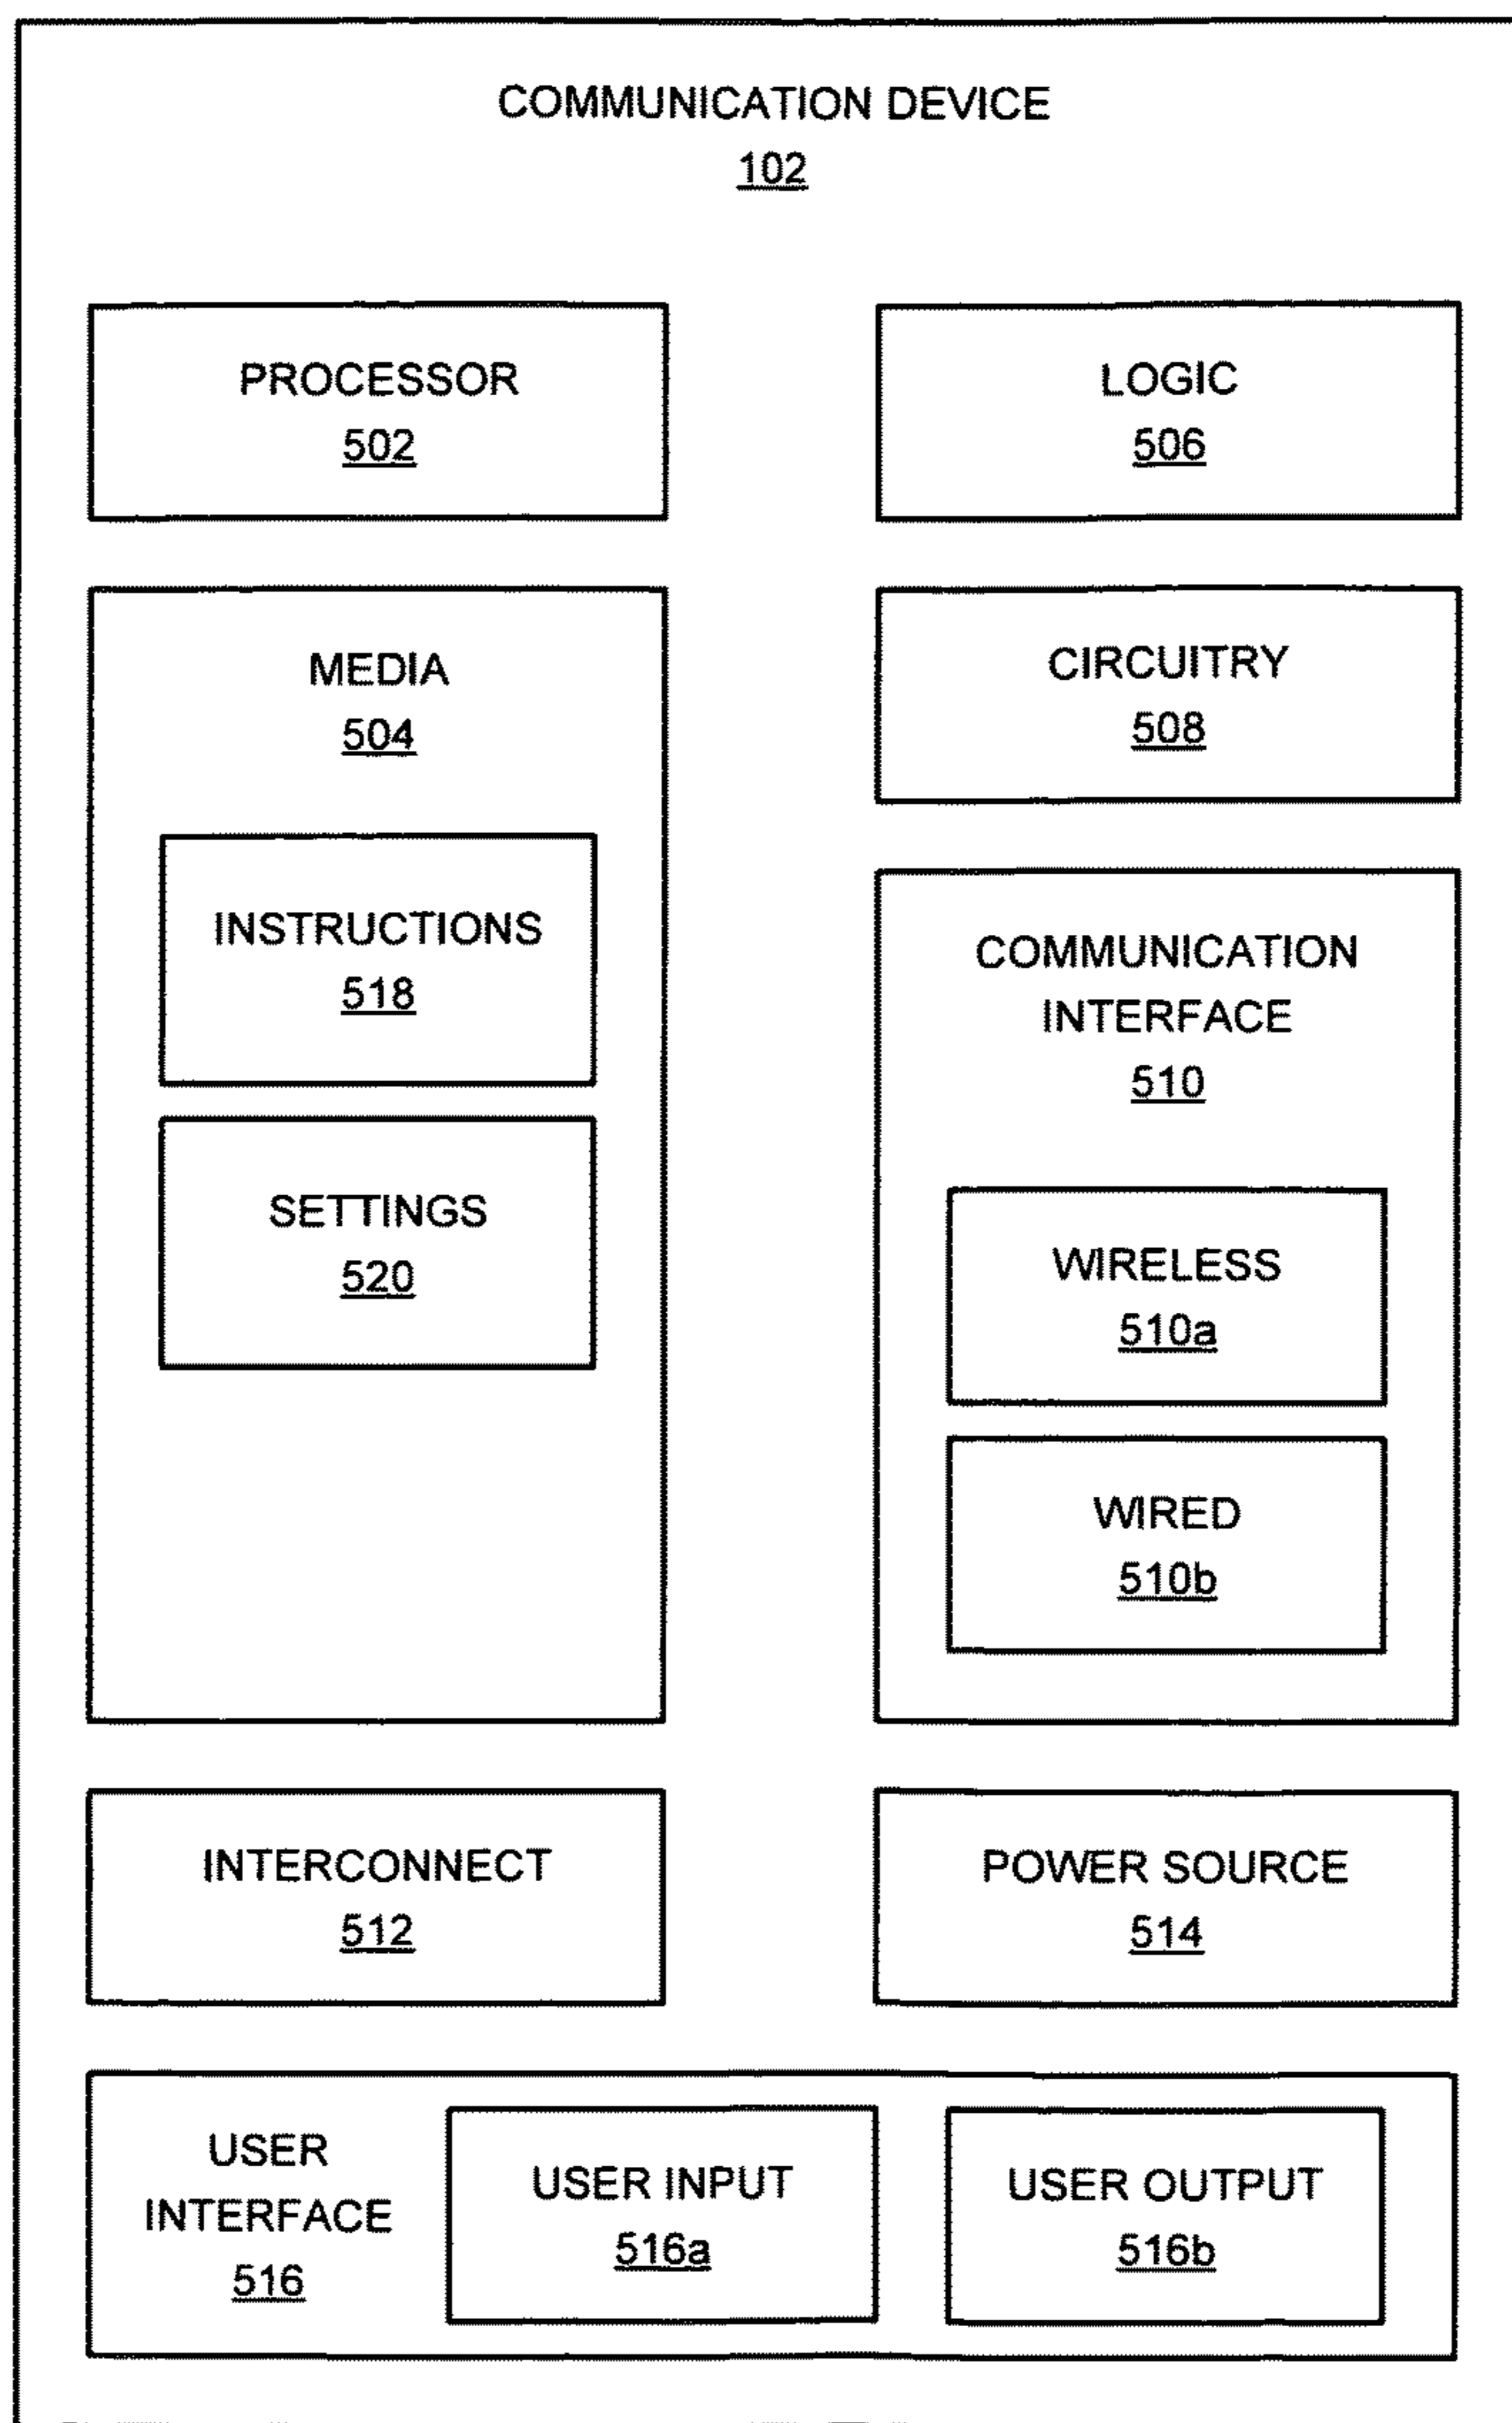 COMMUNICATION DEVICE
102
PROCESSOR
502
LOGIC
506
MEDIA
504
CIRCUITRY
508
INSTRUCTIONS
518
COMMUNICATION
INTERFACE
510
SETTINGS
520
WIRELESS
510a
WIRED
510b
INTERCONNECT
512
POWER SOURCE
514
USER
INTERFACE
516
USER INPUT
516a
USER OUTPUT
516b